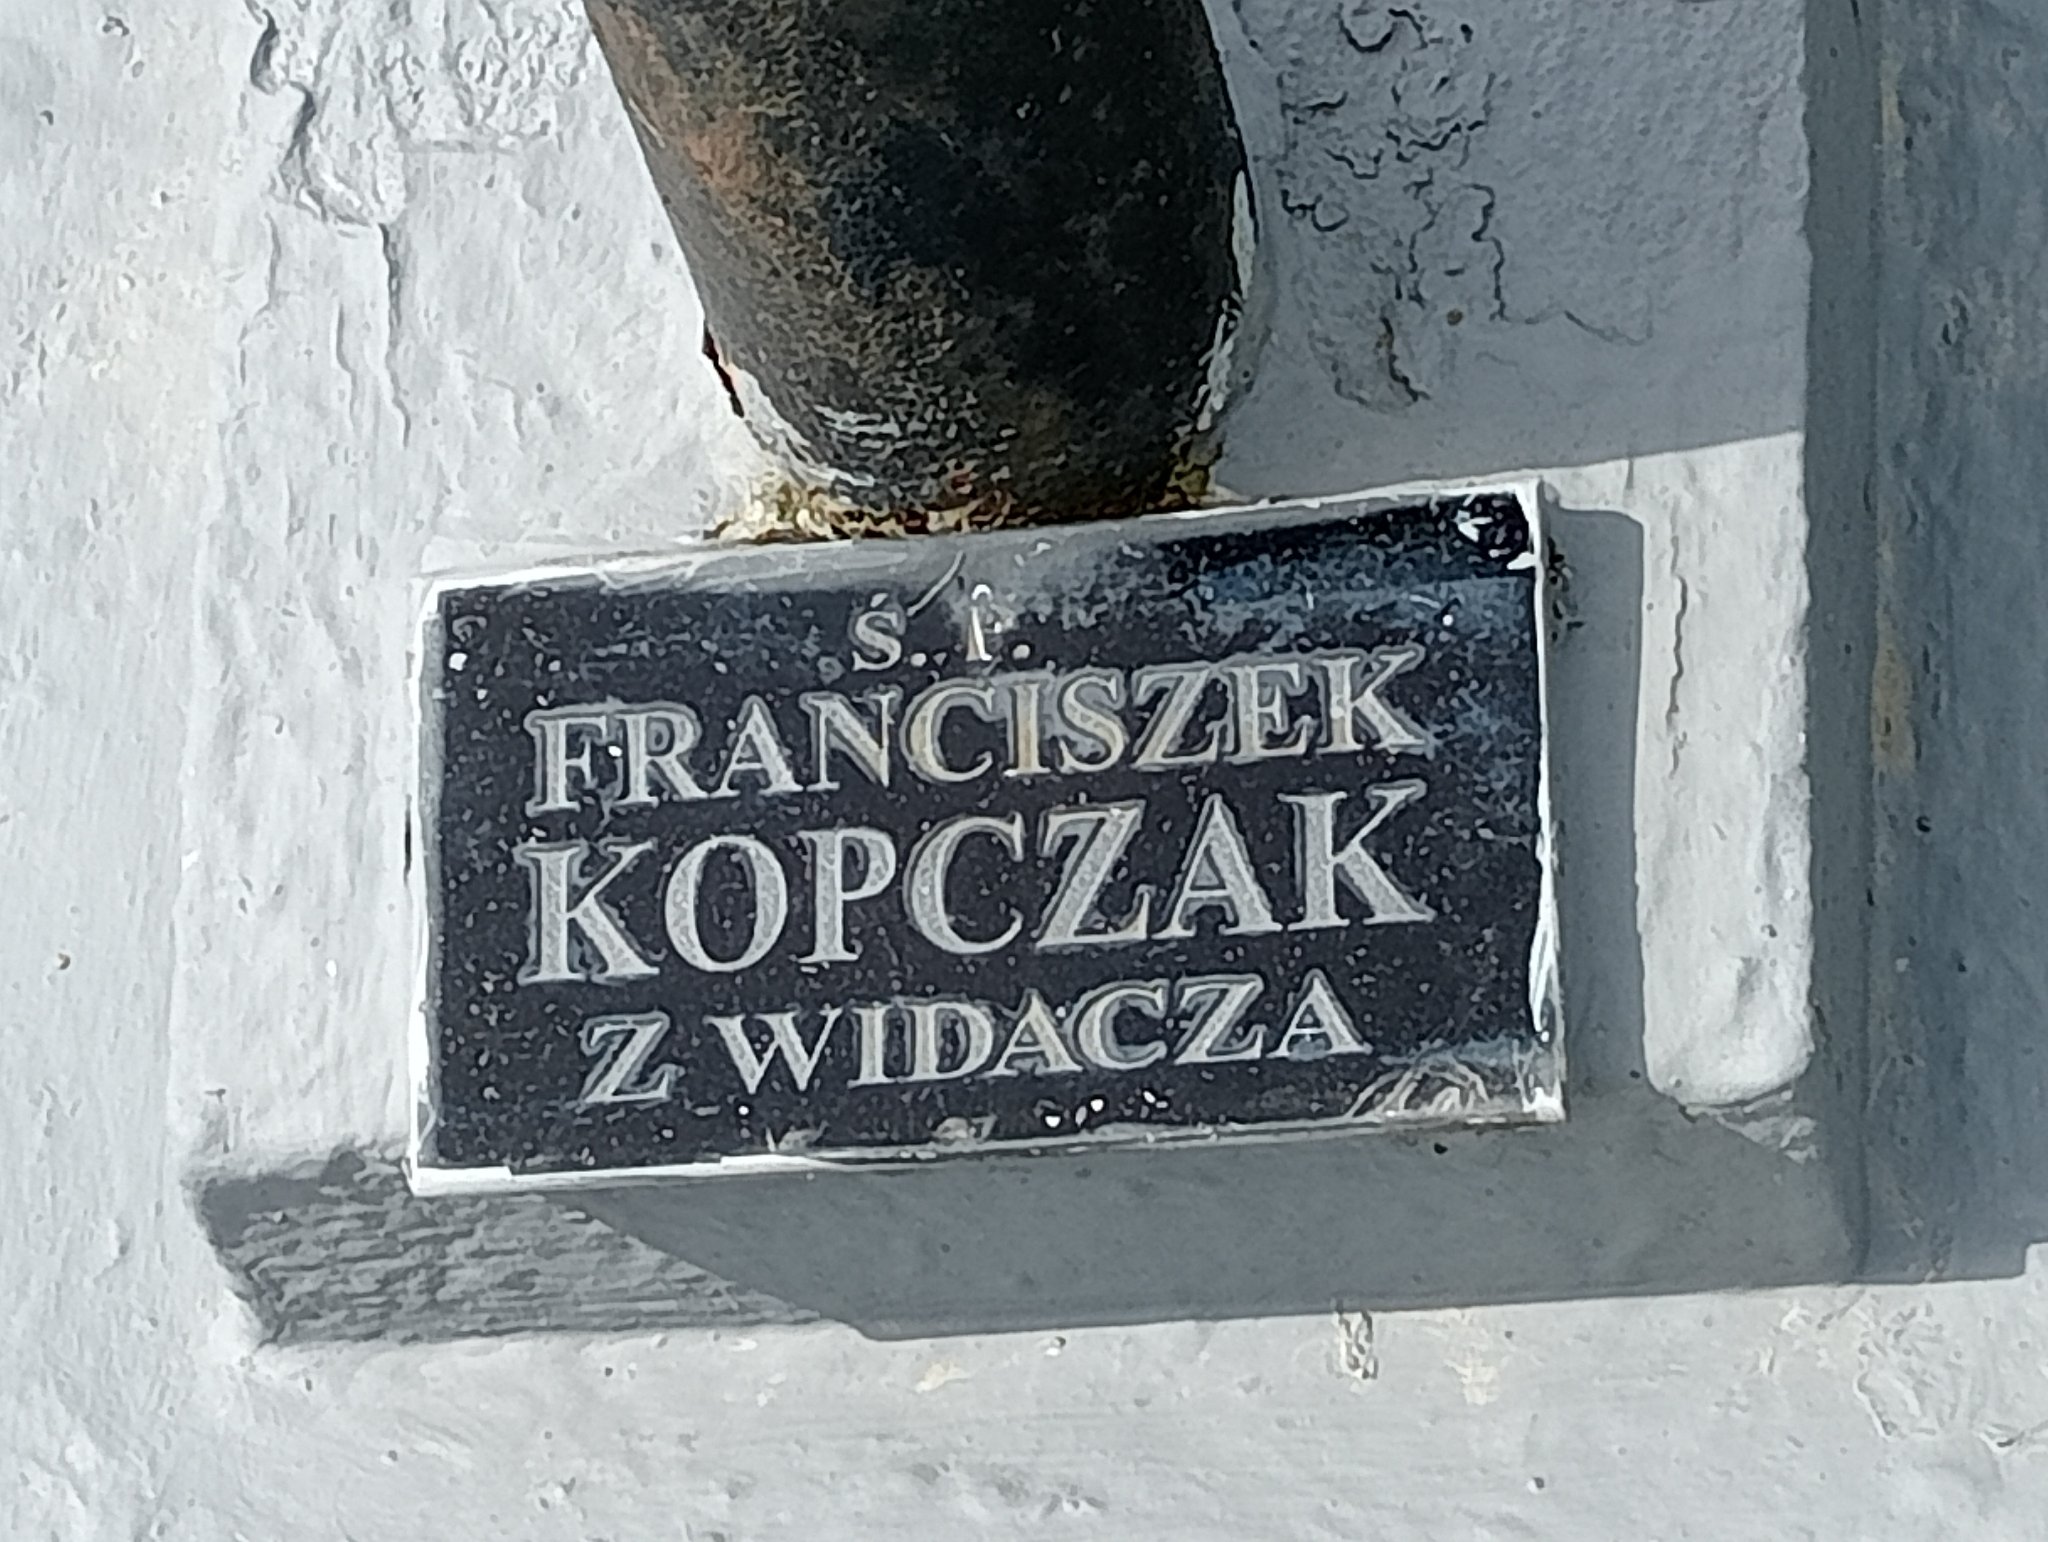 Ś. P.
FRANCISZEK
KOPCZAK
Z WIDACZA